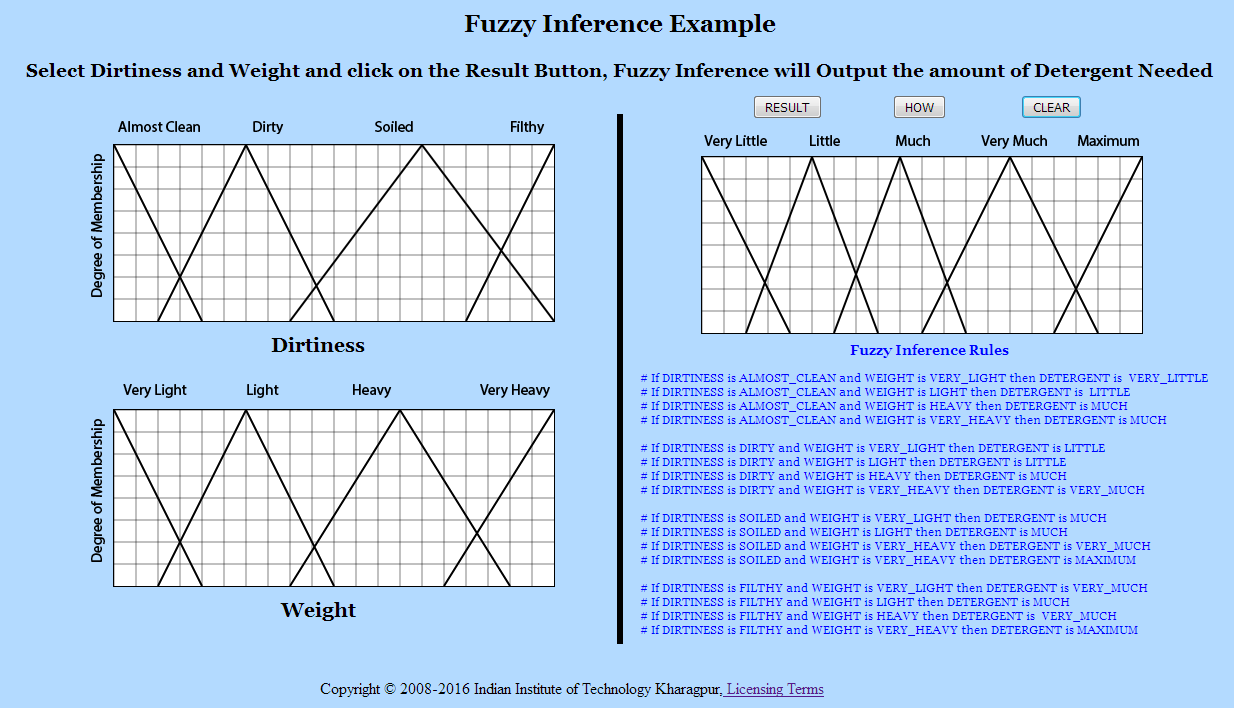 Fuzzy Inference Example
Select Dirtiness and Weight and click on the Result Button, Fuzzy Inference will Output the amount of Detergent Needed
RESULT HOW CLEAR
Almost Clean Dirty Soiled Filthy
Degree of Membership
Dirtiness
Very Light Light Heavy Very Heavy
Degree of Membership
Weight
Very Little Little Much Very Much Maximum
Fuzzy Inference Rules
# If DIRTINESS is ALMOST_CLEAN and WEIGHT is VERY_LIGHT then DETERGENT is VERY_LITTLE
# If DIRTINESS is ALMOST_CLEAN and WEIGHT is LIGHT then DETERGENT is LITTLE
# If DIRTINESS is ALMOST_CLEAN and WEIGHT is HEAVY then DETERGENT is MUCH
# If DIRTINESS is ALMOST_CLEAN and WEIGHT is VERY_HEAVY then DETERGENT is MUCH
# If DIRTINESS is DIRTY and WEIGHT is VERY_LIGHT then DETERGENT is LITTLE
# If DIRTINESS is DIRTY and WEIGHT is LIGHT then DETERGENT is LITTLE
# If DIRTINESS is DIRTY and WEIGHT is HEAVY then DETERGENT is MUCH
# If DIRTINESS is DIRTY and WEIGHT is VERY_HEAVY then DETERGENT is VERY_MUCH
# If DIRTINESS is SOILED and WEIGHT is VERY_LIGHT then DETERGENT is MUCH
# If DIRTINESS is SOILED and WEIGHT is LIGHT then DETERGENT is MUCH
# If DIRTINESS is SOILED and WEIGHT is VERY_HEAVY then DETERGENT is VERY_MUCH
# If DIRTINESS is SOILED and WEIGHT is VERY_HEAVY then DETERGENT is MAXIMUM
# If DIRTINESS is FILTHY and WEIGHT is VERY_LIGHT then DETERGENT is VERY_MUCH
# If DIRTINESS is FILTHY and WEIGHT is LIGHT then DETERGENT is MUCH
# If DIRTINESS is FILTHY and WEIGHT is HEAVY then DETERGENT is VERY_MUCH
# If DIRTINESS is FILTHY and WEIGHT is VERY_HEAVY then DETERGENT is MAXIMUM
Copyright © 2008-2016 Indian Institute of Technology Kharagpur, Licensing Terms